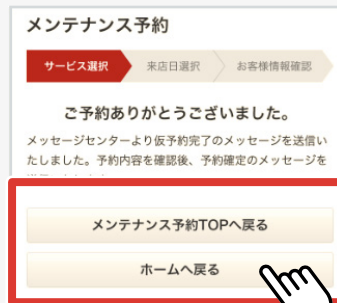 メンテナンス予約
サービス選択 来店日選択 お客様情報確認
ご予約ありがとうございました。
メッセージセンターより仮予約完了のメッセージを送信い
たしました。予約内容を確認後、予約確定のメッセージを
メンテナンス予約TOPへ戻る
ホームへ戻る